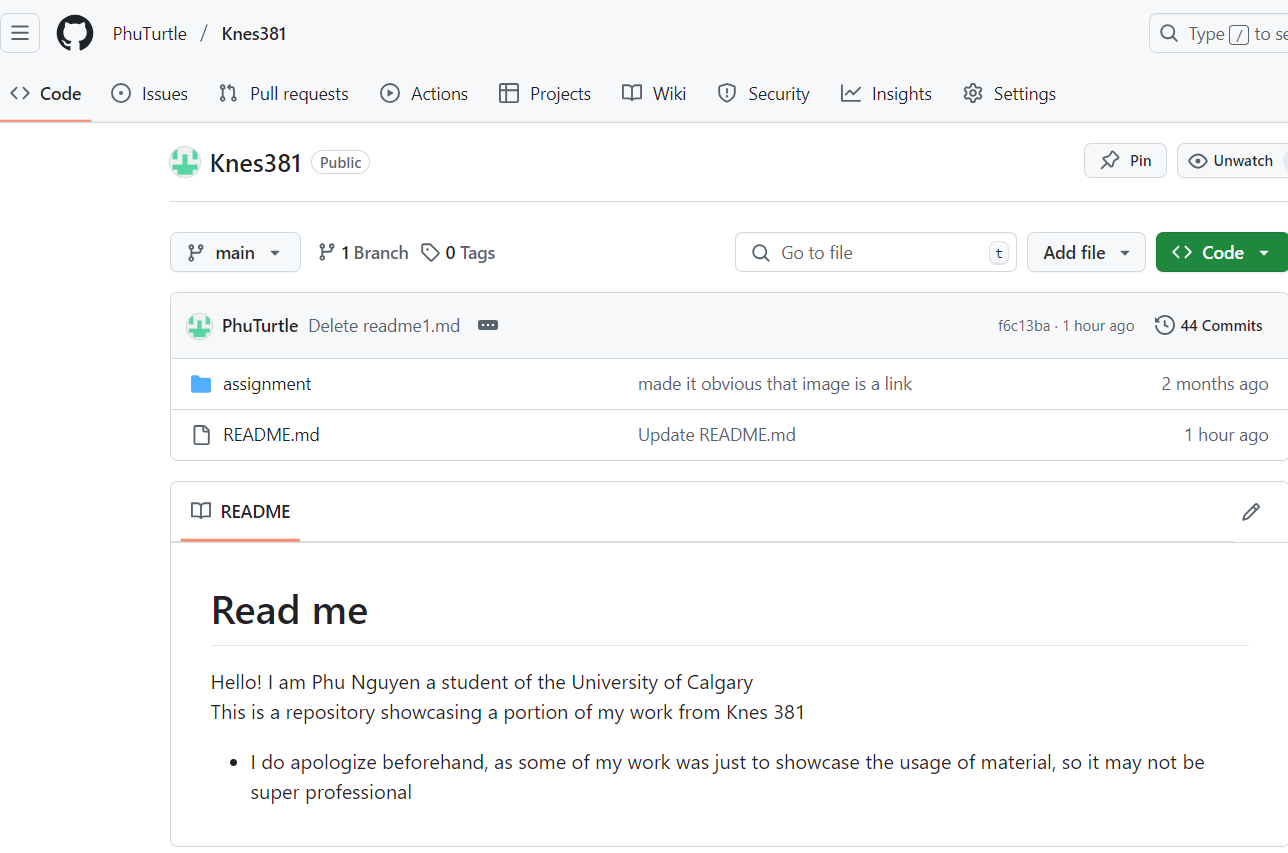 PhuTurtle / Knes381
Type / to se
Code Issues Pull requests Actions Projects Wiki Security Insights Settings
Knes381 Public Pin Unwatch
main 1 Branch 0 Tags Go to file t Add file Code
PhuTurtle Delete readme1.md f6c13ba · 1 hour ago 44 Commits
assignment made it obvious that image is a link 2 months ago
README.md Update README.md 1 hour ago
README
Read me
Hello! I am Phu Nguyen a student of the University of Calgary
This is a repository showcasing a portion of my work from Knes 381
• I do apologize beforehand, as some of my work was just to showcase the usage of material, so it may not be
super professional